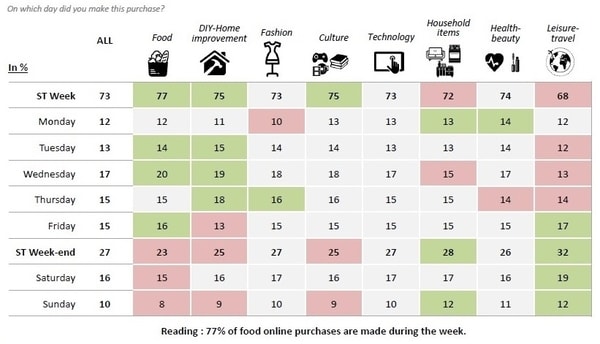 On which day did you make this purchase?
In % ALL Food DIY-Home improvement Fashion Culture Technology Household items Health-beauty Leisure-travel
ST Week 73 77 75 73 75 73 72 74 68
Monday 12 12 11 10 13 13 13 14 12
Tuesday 13 14 15 14 14 14 13 13 12
Wednesday 17 20 19 18 18 17 15 17 13
Thursday 15 15 18 16 15 15 15 14 14
Friday 15 16 13 15 15 15 15 15 17
ST Week-end 27 23 25 27 25 27 28 26 32
Saturday 16 15 16 17 16 17 17 16 19
Sunday 10 8 9 10 9 10 12 11 12
Reading : 77% of food online purchases are made during the week.